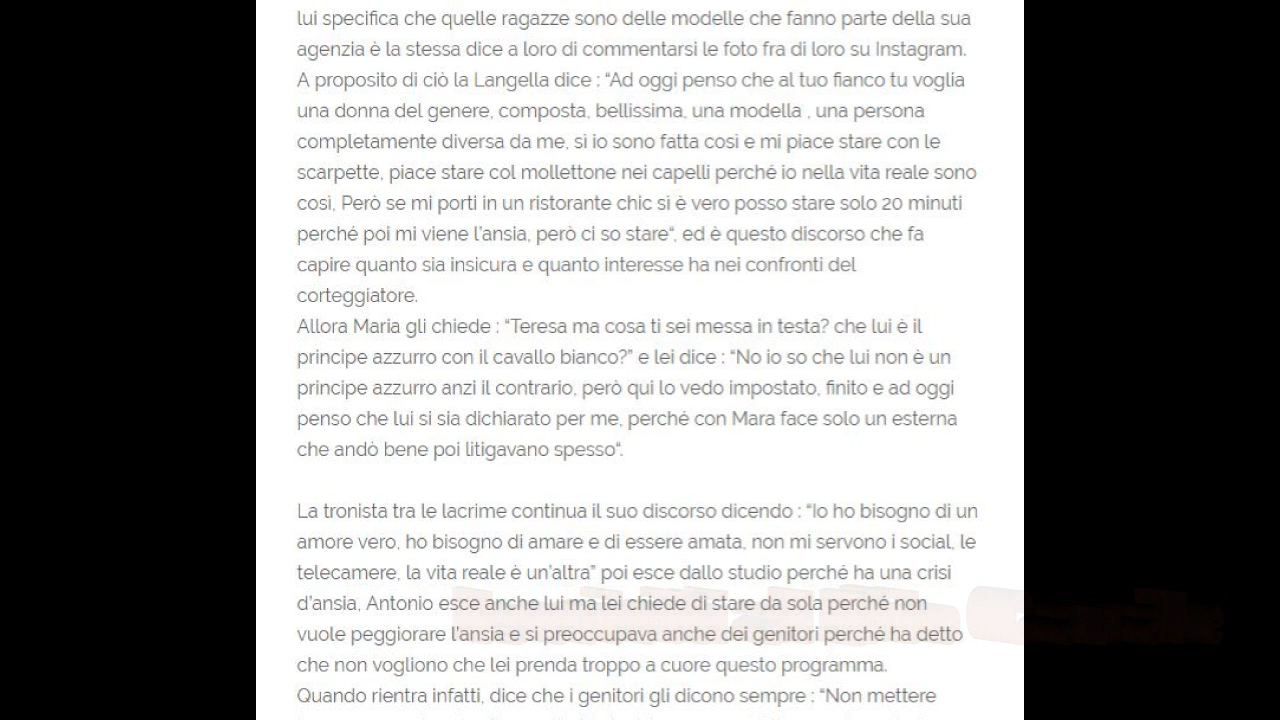 lui specifica che quelle ragazze sono delle modelle che fanno parte della sua
agenzia è la stessa dice a loro di commentarsi le foto fra di loro su Instagram.
A proposito di ciò la Langella dice : “Ad oggi penso che al tuo fianco tu voglia
una donna del genere, composta, bellissima, una modella , una persona
completamente diversa da me, sì io sono fatta così e mi piace stare con le
scarpette, piace stare col mollettone nei capelli perché io nella vita reale sono
così, Però se mi porti in un ristorante chic sì è vero posso stare solo 20 minuti
perché poi mi viene l’ansia, però ci so stare“, ed è questo discorso che fa
capire quanto sia insicura e quanto interesse ha nei confronti del
corteggiatore.
Allora Maria gli chiede : “Teresa ma cosa ti sei messa in testa? che lui è il
principe azzurro con il cavallo bianco?” e lei dice : “No io so che lui non è un
principe azzurro anzi il contrario, però qui lo vedo impostato, finito e ad oggi
penso che lui si sia dichiarato per me, perché con Mara face solo un esterna
che andò bene poi litigavano spesso“.
La tronista tra le lacrime continua il suo discorso dicendo : “Io ho bisogno di un
amore vero, ho bisogno di amare e di essere amata, non mi servono i social, le
telecamere, la vita reale è un’altra” poi esce dallo studio perché ha una crisi
d’ansia, Antonio esce anche lui ma lei chiede di stare da sola perché non
vuole peggiorare l’ansia e si preoccupava anche dei genitori perché ha detto
che non vogliono che lei prenda troppo a cuore questo programma.
Quando rientra infatti, dice che i genitori gli dicono sempre : “Non mettere